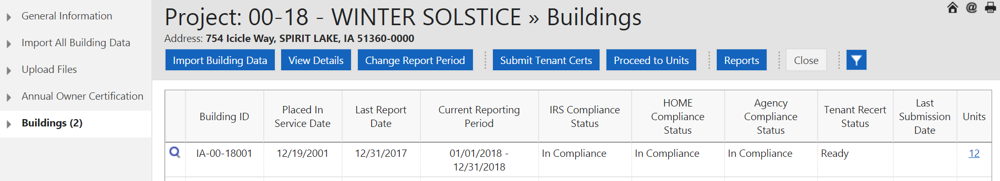 General Information
Import All Building Data
Upload Files
Annual Owner Certification
Buildings (2)
Project: 00-18 - WINTER SOLSTICE » Buildings
Address: 754 Icicle Way, SPIRIT LAKE, IA 51360-0000
Import Building Data View Details Change Report Period Submit Tenant Certs Proceed to Units Reports Close
Building ID
Placed In
Service Date
Last Report
Date
Current Reporting
Period
IRS Compliance
Status
HOME
Compliance
Status
Agency
Compliance
Status
Tenant Recert
Status
Last
Submission
Date
Units
IA-00-18001
12/19/2001
12/31/2017
01/01/2018 -
12/31/2018
In Compliance
In Compliance
In Compliance
Ready
12